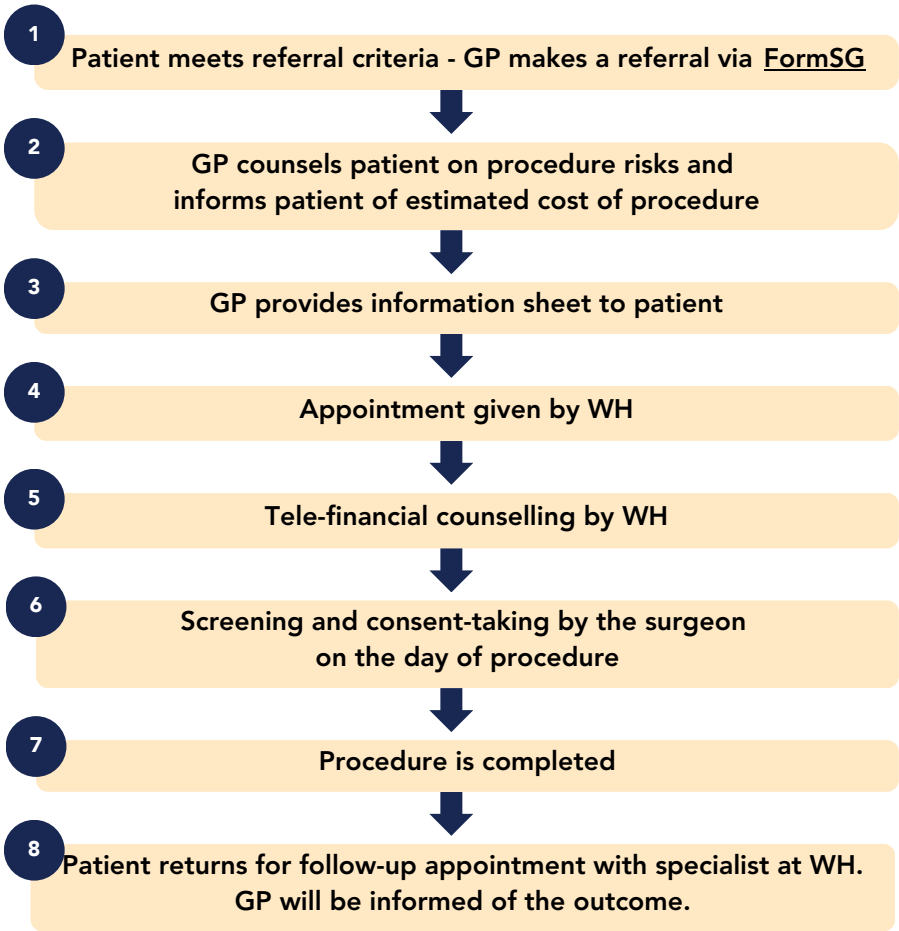 1
Patient meets referral criteria - GP makes a referral via FormSG
2
GP counsels patient on procedure risks and
informs patient of estimated cost of procedure
3
GP provides information sheet to patient
4
Appointment given by WH
5
Tele-financial counselling by WH
6
Screening and consent-taking by the surgeon
on the day of procedure
7
Procedure is completed
8
Patient returns for follow-up appointment with specialist at WH.
GP will be informed of the outcome.